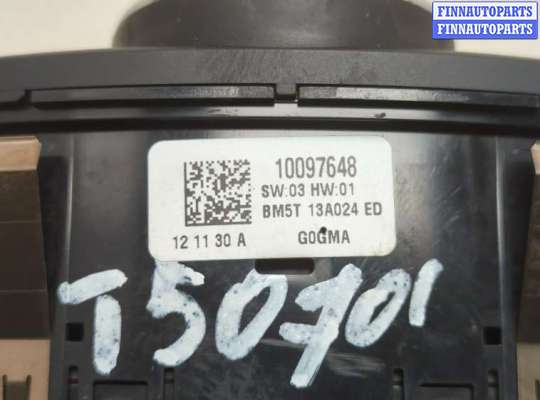 FINNAUTOPARTS
FINNAUTOPARTS
10097648
SW:03 HW:01
BM5T 13A024 ED
12 11 30 A G0GMA
T50701